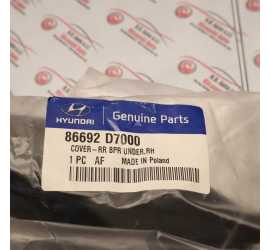 HYUNDAI
Genuine Parts
86692 D7000
COVER-RR BPR UNDER,RH
1 PC AF MADE IN Poland